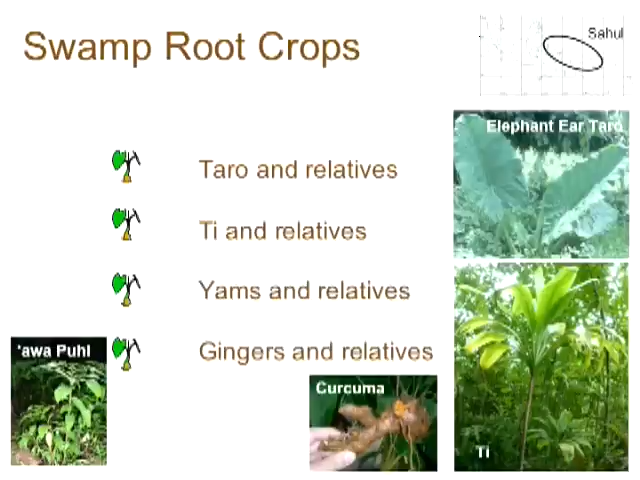 Swamp Root Crops
Sahul
Elephant Ear Taro
Taro and relatives
Ti and relatives
Yams and relatives
Gingers and relatives
'awa Puhi
Curcuma
Ti